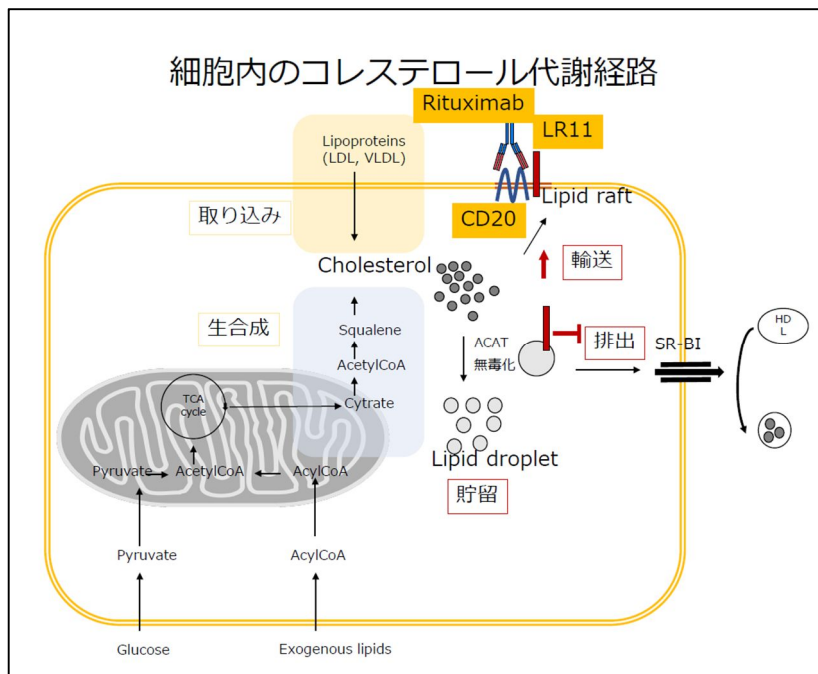 細胞内のコレステロール代謝経路
Rituximab
LR11
Lipoproteins
(LDL, VLDL)
Lipid raft
CD20
取り込み
Cholesterol
輸送
生合成
Squalene
ACAT
無毒化
排出
SR-BI
HD
L
AcetylCoA
TCA
cycle
Cytrate
Lipid droplet
貯留
Pyruvate
AcetylCoA
AcylCoA
Pyruvate
AcylCoA
Glucose
Exogenous lipids